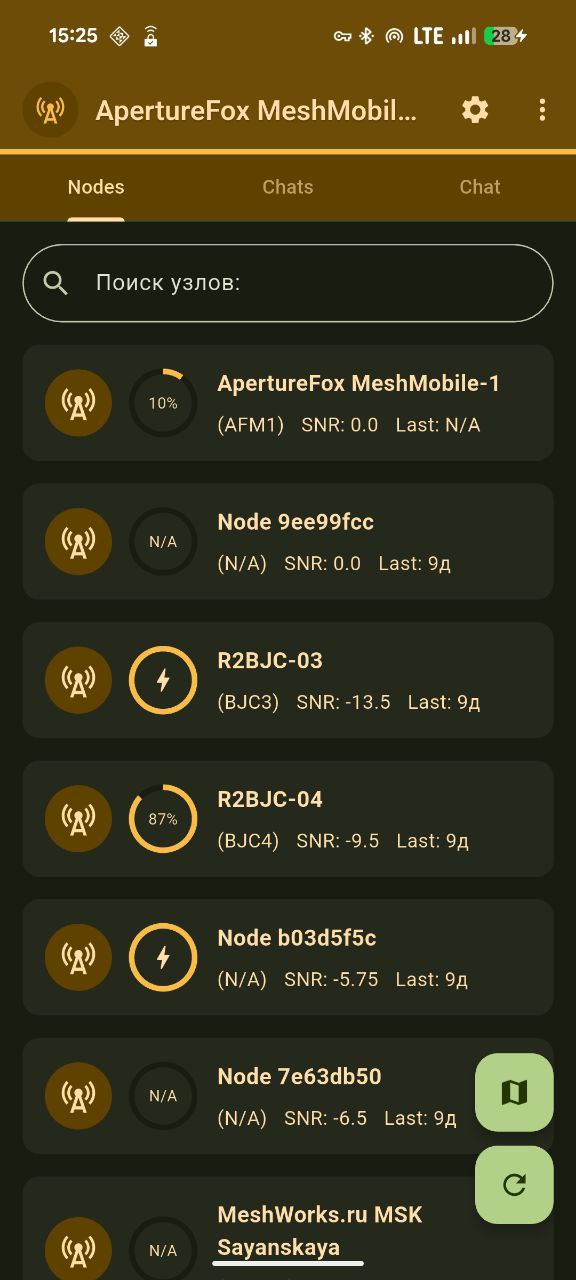 15:25
LTE
28
ApertureFox MeshMobil...
Nodes
Chats
Chat
Поиск узлов:
10%
ApertureFox MeshMobile-1
(AFM1) SNR: 0.0 Last: N/A
N/A
Node 9ee99fcc
(N/A) SNR: 0.0 Last: 9д
R2BJC-03
(BJC3) SNR: -13.5 Last: 9д
87%
R2BJC-04
(BJC4) SNR: -9.5 Last: 9д
Node b03d5f5c
(N/A) SNR: -5.75 Last: 9д
N/A
Node 7e63db50
(N/A) SNR: -6.5 Last: 9д
N/A
MeshWorks.ru MSK
Sayanskaya